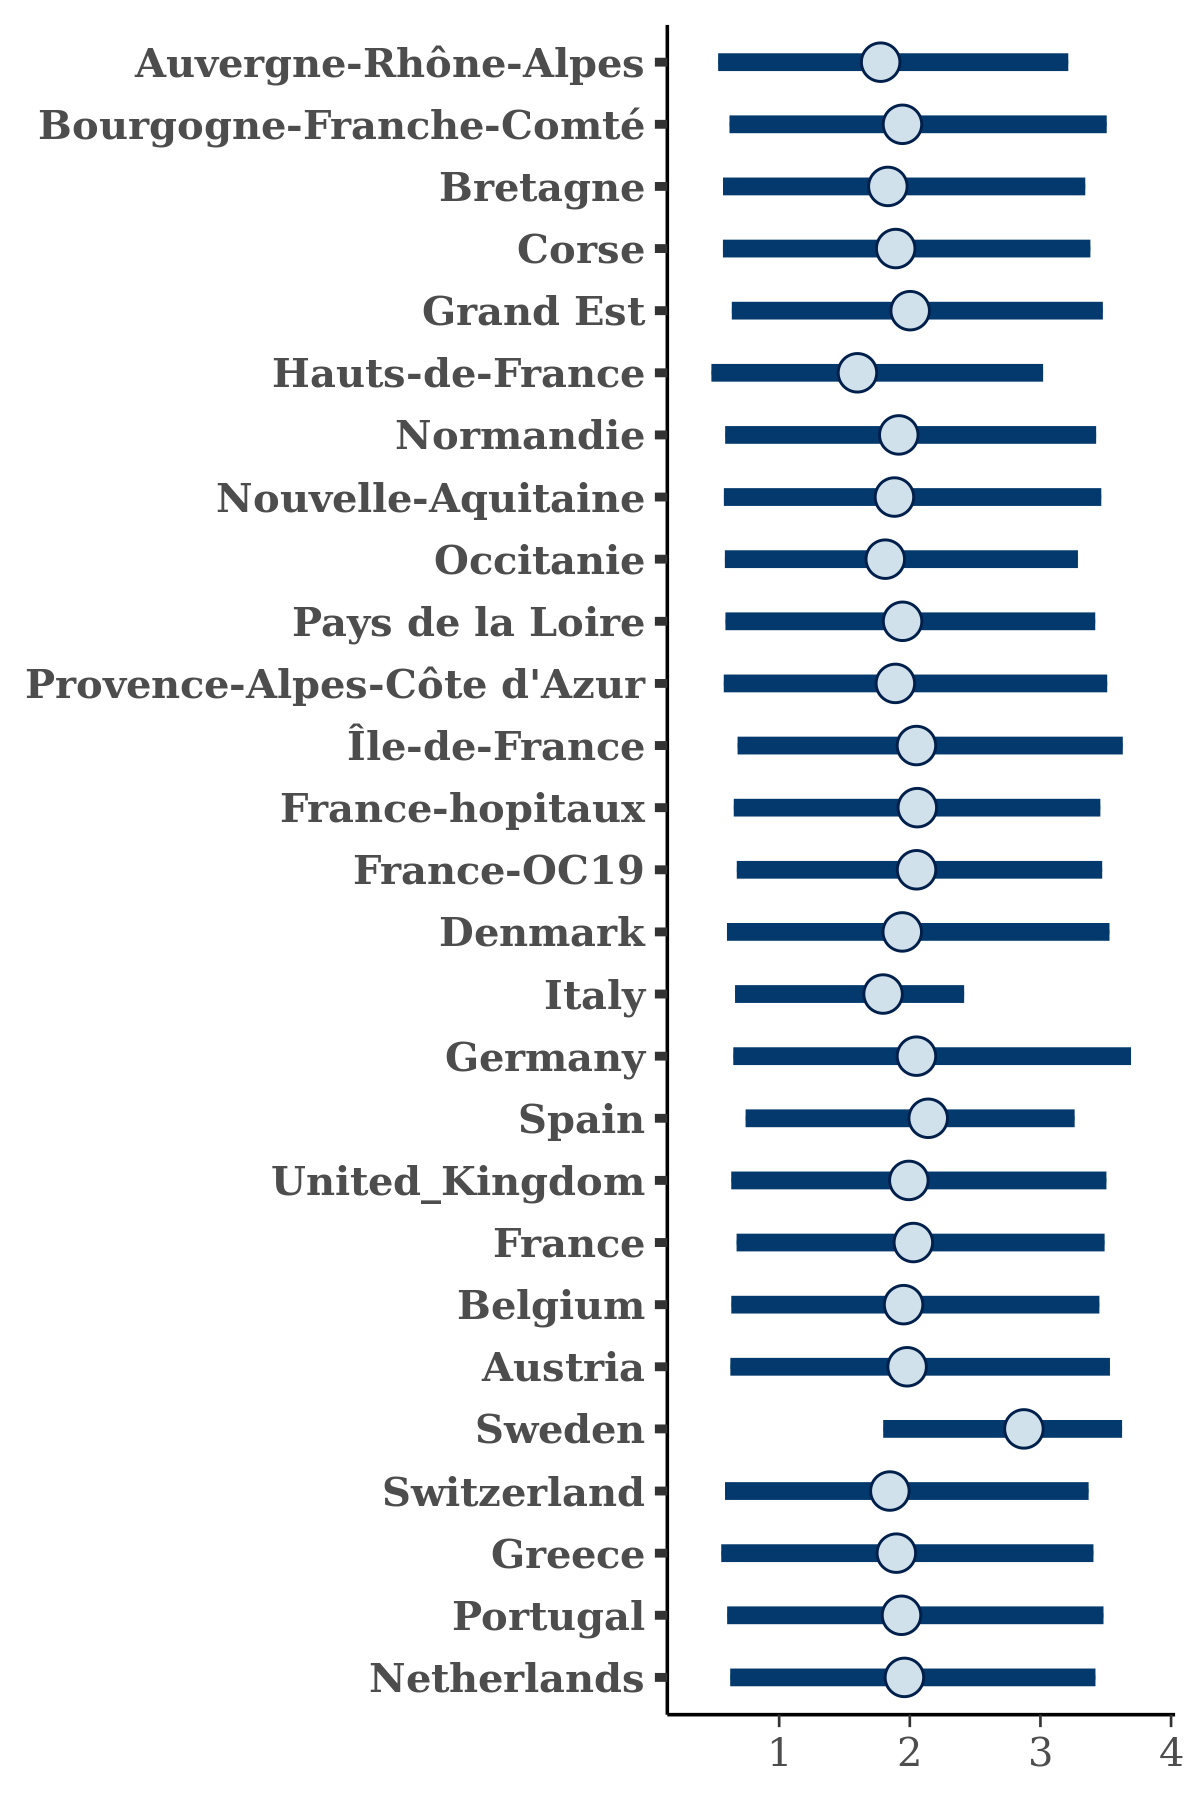 Auvergne-Rhône-Alpes
Bourgogne-Franche-Comté
Bretagne
Corse
Grand Est
Hauts-de-France
Normandie
Nouvelle-Aquitaine
Occitanie
Pays de la Loire
Provence-Alpes-Côte d'Azur
Île-de-France
France-hopitaux
France-OC19
Denmark
Italy
Germany
Spain
United_Kingdom
France
Belgium
Austria
Sweden
Switzerland
Greece
Portugal
Netherlands
1 2 3 4